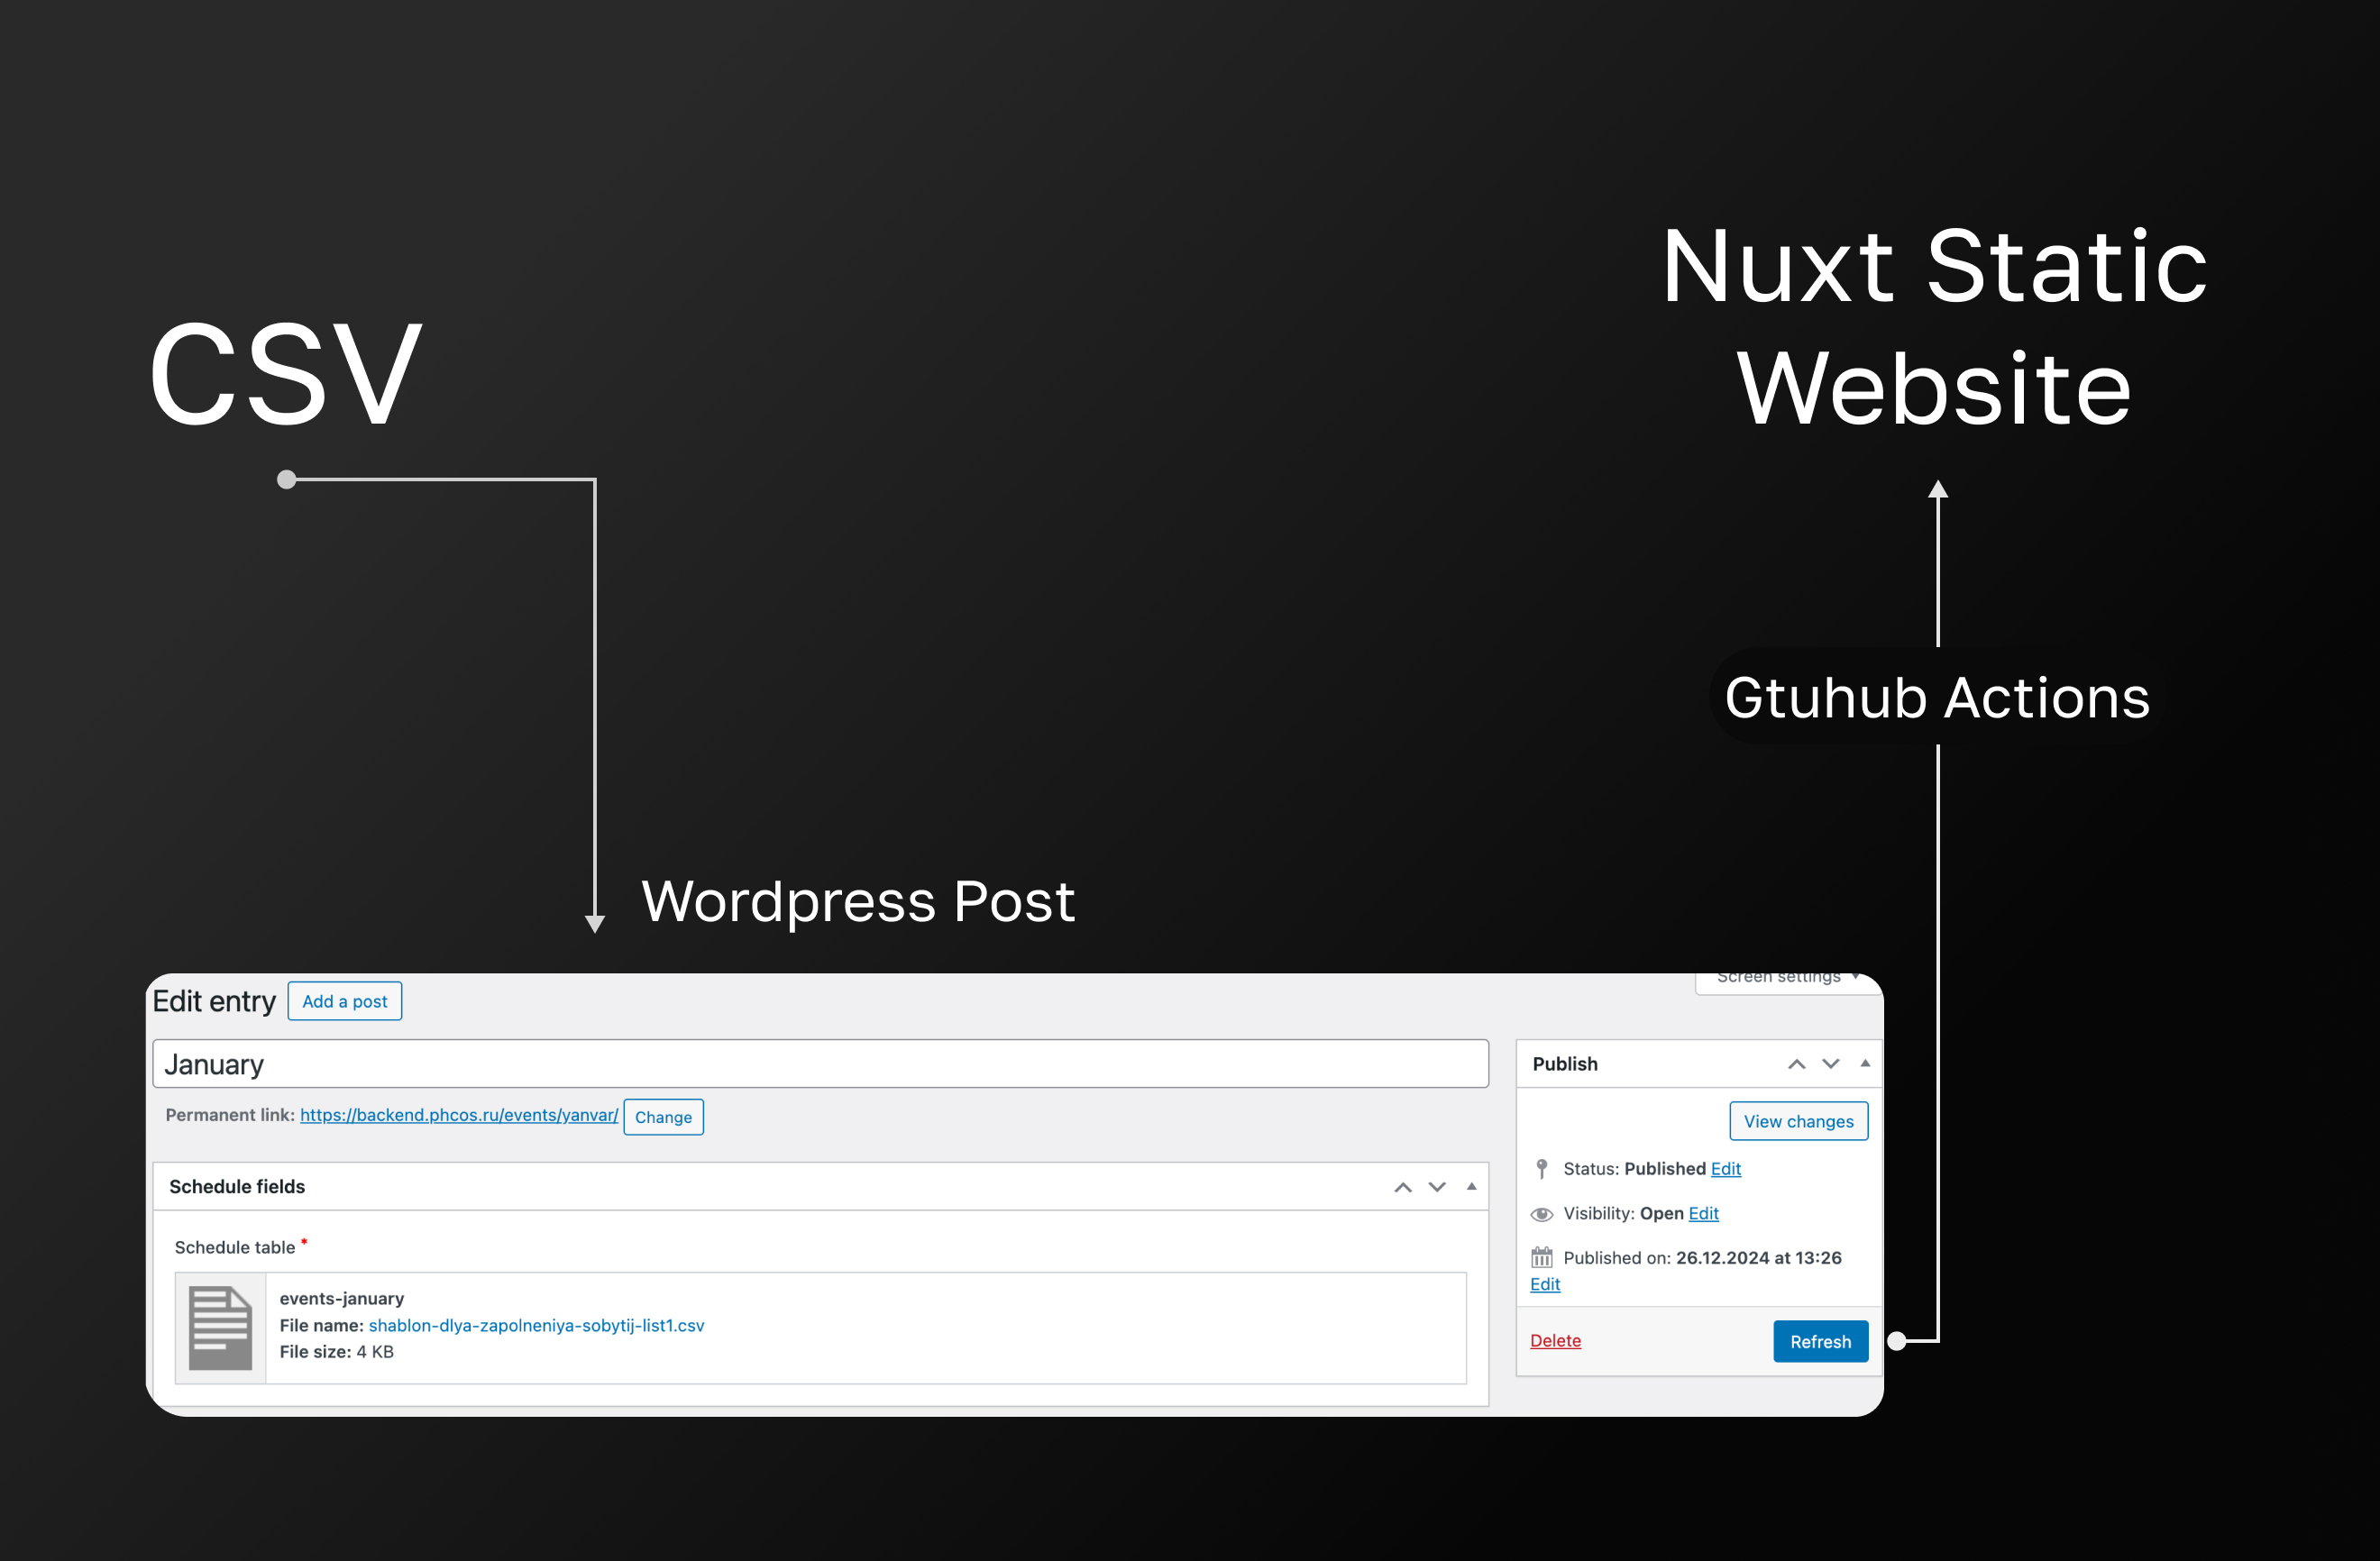 CSV
Nuxt Static
Website
Gtuhub Actions
Wordpress Post
Screen settings
Edit entry
Add a post
January
Permanent link: https://backend.phcos.ru/events/yanvar/ Change
Schedule fields
Schedule table *
events-january
File name: shablon-dlya-zapolneniya-sobytij-list1.csv
File size: 4 KB
Publish
View changes
Status: Published Edit
Visibility: Open Edit
Published on: 26.12.2024 at 13:26
Edit
Delete
Refresh